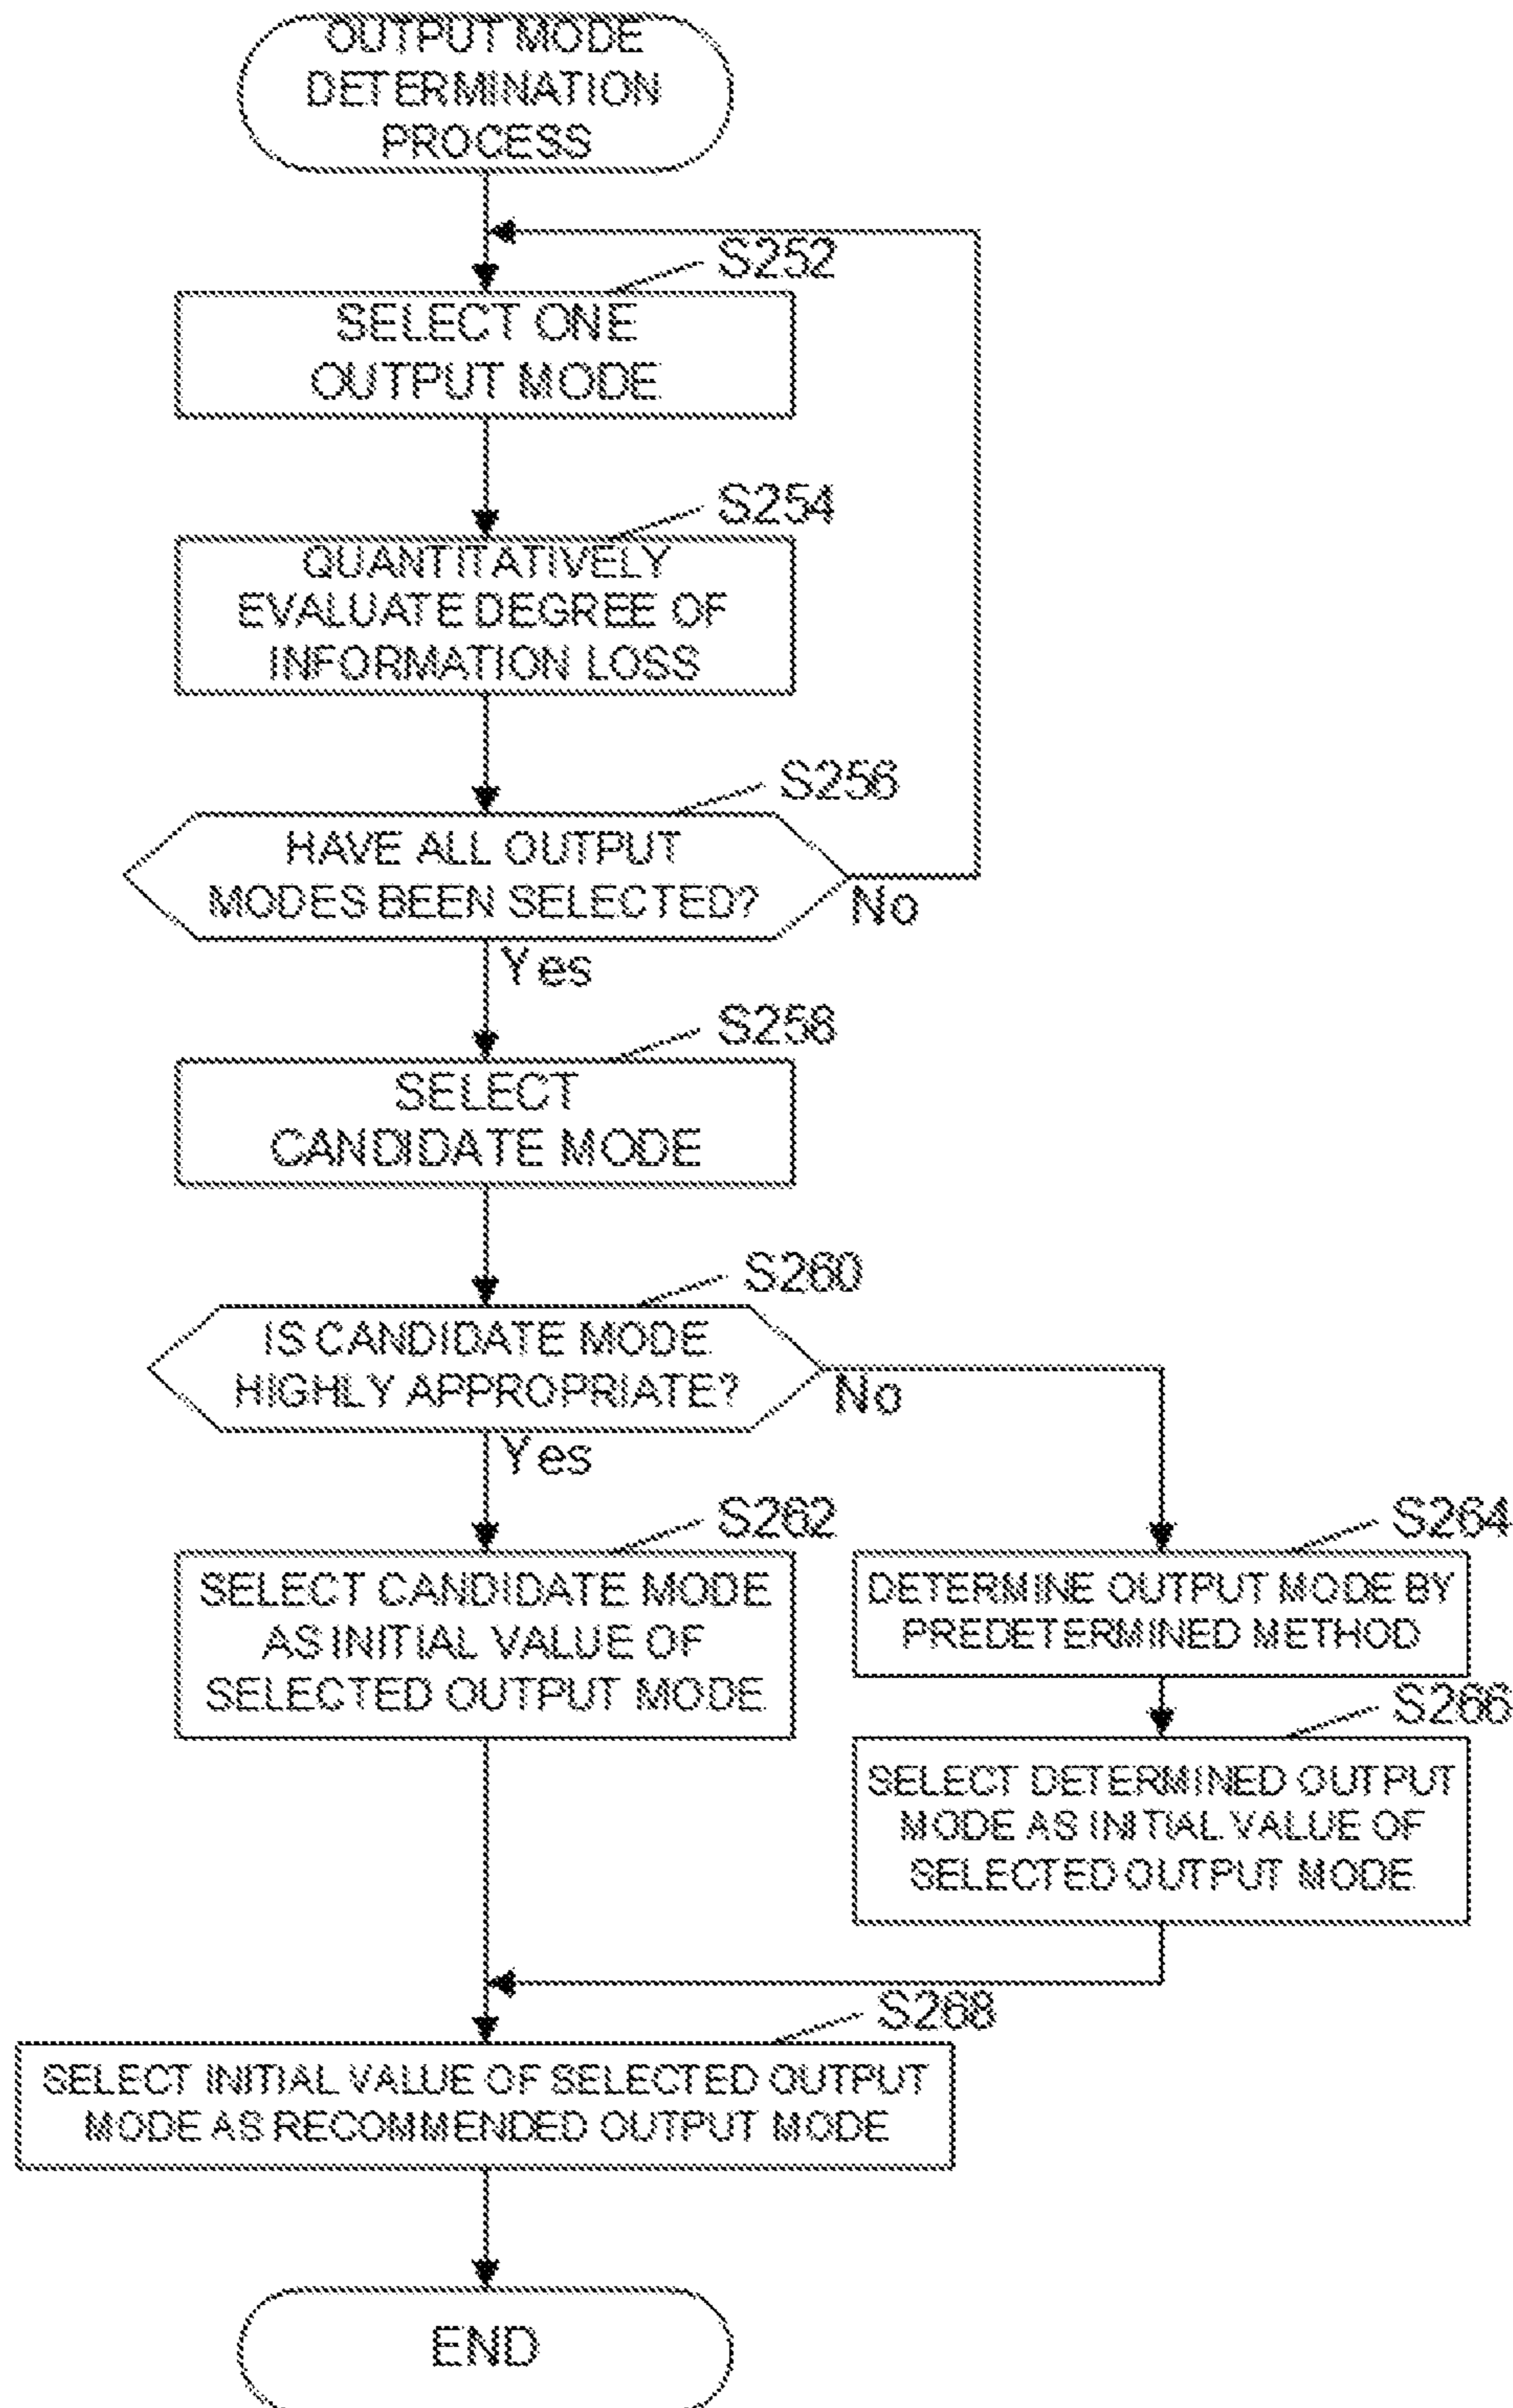 OUTPUT MODE
DETERMINATION
PROCESS
S252
SELECT ONE
OUTPUT MODE
S254
QUANTITATIVELY
EVALUATE DEGREE OF
INFORMATION LOSS
S256
HAVE ALL OUTPUT
MODES BEEN SELECTED?
No
Yes
S258
SELECT
CANDIDATE MODE
S260
IS CANDIDATE MODE
HIGHLY APPROPRIATE?
No
Yes
S262
SELECT CANDIDATE MODE
AS INITIAL VALUE OF
SELECTED OUTPUT MODE
S264
DETERMINE OUTPUT MODE BY
PREDETERMINED METHOD
S266
SELECT DETERMINED OUTPUT
MODE AS INITIAL VALUE OF
SELECTED OUTPUT MODE
S268
SELECT INITIAL VALUE OF SELECTED OUTPUT
MODE AS RECOMMENDED OUTPUT MODE
END